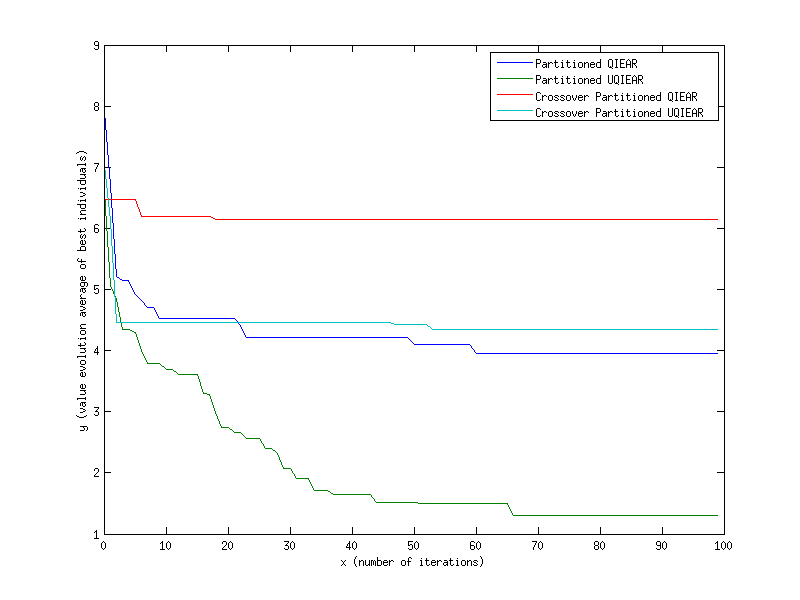 9
8
7
6
5
4
3
2
1
y (value evolution average of best individuals)
Partitioned QIEAR
Partitioned UQIEAR
Crossover Partitioned QIEAR
Crossover Partitioned UQIEAR
0 10 20 30 40 50 60 70 80 90 100
x (number of iterations)